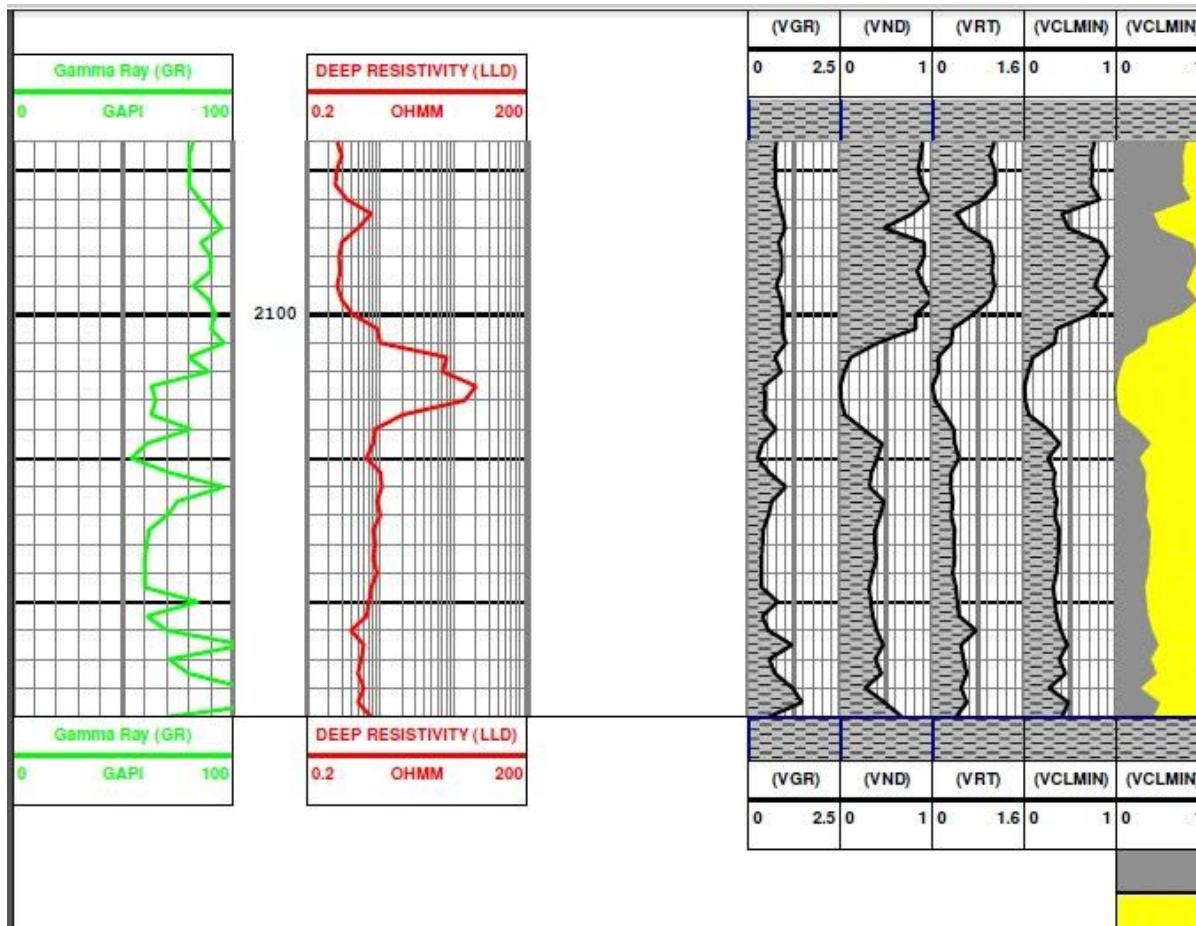 (VGR) (VND) (VRT) (VCLMIN) (VCLMIN
0 2.5 0 1 0 1.6 0 1 0
Gamma Ray (GR) DEEP RESISTIVITY (LLD)
0 GAPI 100 0.2 OHMM 200
2100
Gamma Ray (GR) DEEP RESISTIVITY (LLD)
0 GAPI 100 0.2 OHMM 200
(VGR) (VND) (VRT) (VCLMIN) (VCLMIN
0 2.5 0 1 0 1.6 0 1 0